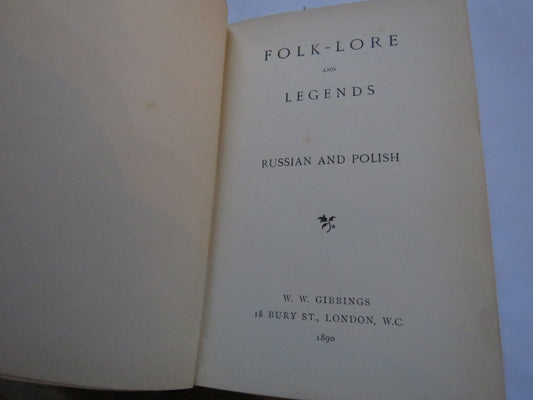 FOLK-LORE
AND
LEGENDS
RUSSIAN AND POLISH
W. W. GIBBINGS
18 BURY ST., LONDON, W.C.
1890